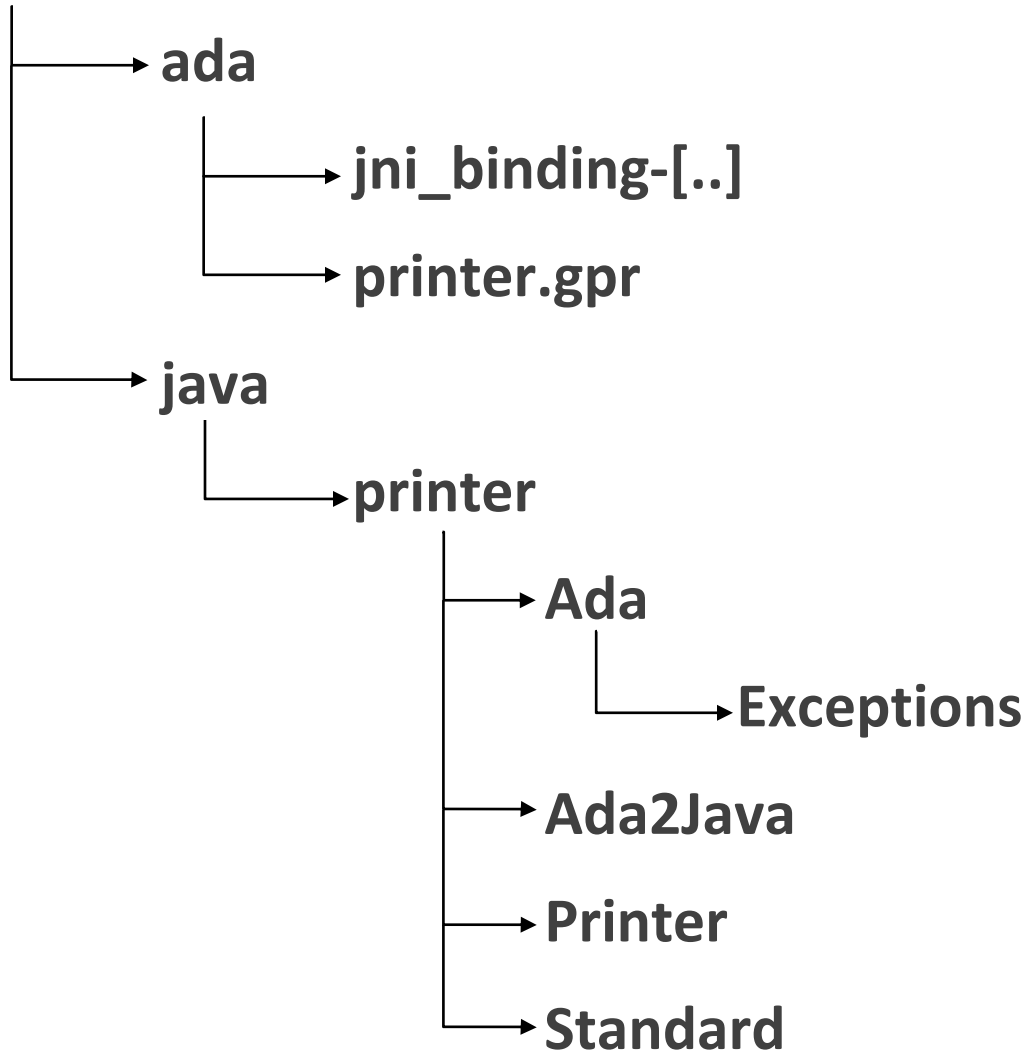 ada
jni_binding-[..]
printer.gpr
java
printer
Ada
Exceptions
Ada2Java
Printer
Standard